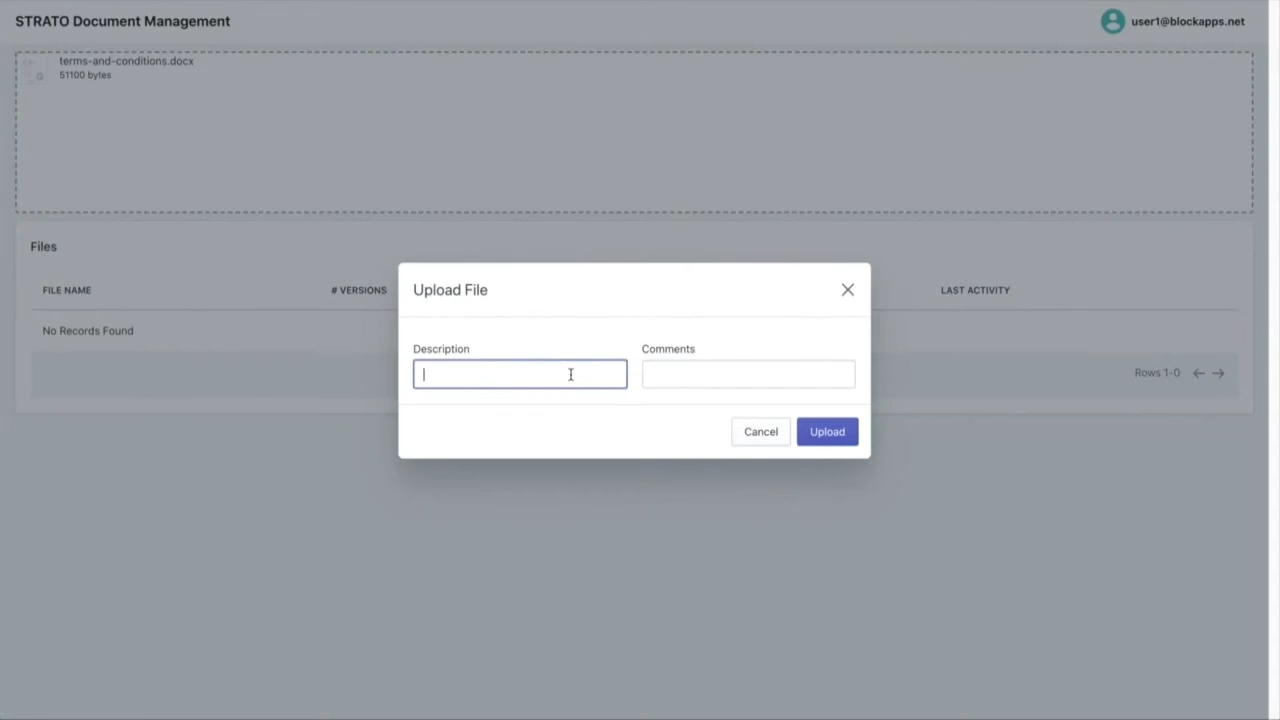 STRATO Document Management
user1@blockapps.net
terms-and-conditions.docx
51100 bytes
Files
FILE NAME # VERSIONS LAST ACTIVITY
No Records Found
Rows 1-0
Upload File
Description Comments
Cancel Upload